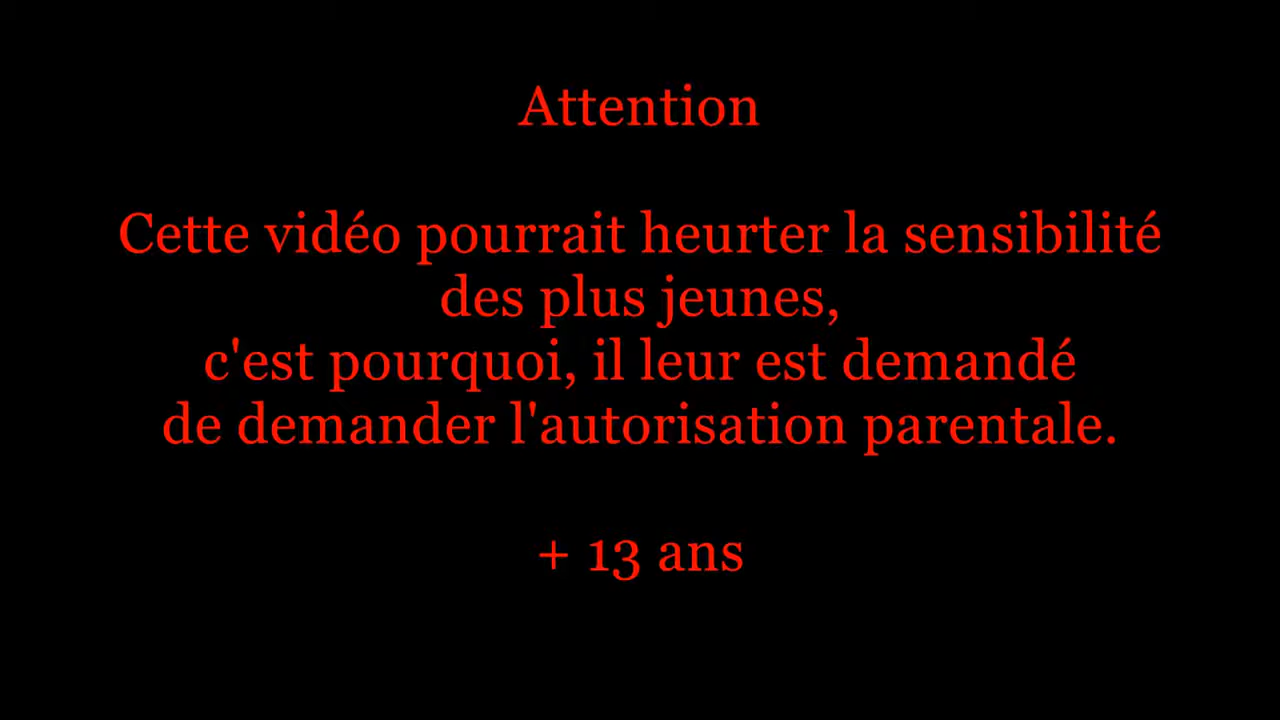 Attention
Cette vidéo pourrait heurter la sensibilité
des plus jeunes,
c'est pourquoi, il leur est demandé
de demander l'autorisation parentale.
+ 13 ans